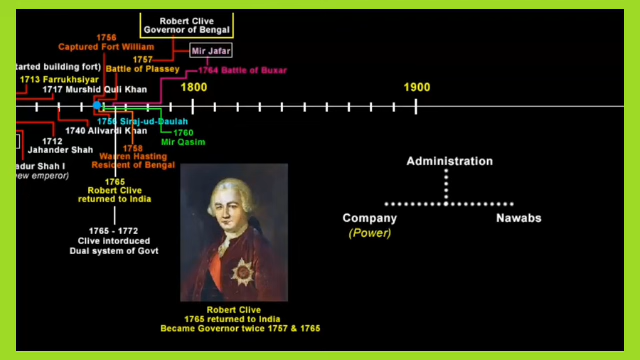 Robert Clive
Governor of Bengal
1756
Captured Fort William
1757
Battle of Plassey
Mir Jafar
tarted building fort)
1764 Battle of Buxar
1713 Farrukhsiyar
1717 Murshid Quli Khan
1800
1900
1756 Siraj-ud-Daulah
1740 Alivardi Khan
1760
Mir Qasim
1712
Jahander Shah
1758
Warren Hasting
Resident of Bengal
adur Shah I
ew emperor)
Administration
Company
(Power)
Nawabs
1765
Robert Clive
returned to India
1765 - 1772
Clive intorduced
Dual system of Govt
Robert Clive
1765 returned to India
Became Governor twice 1757 & 1765